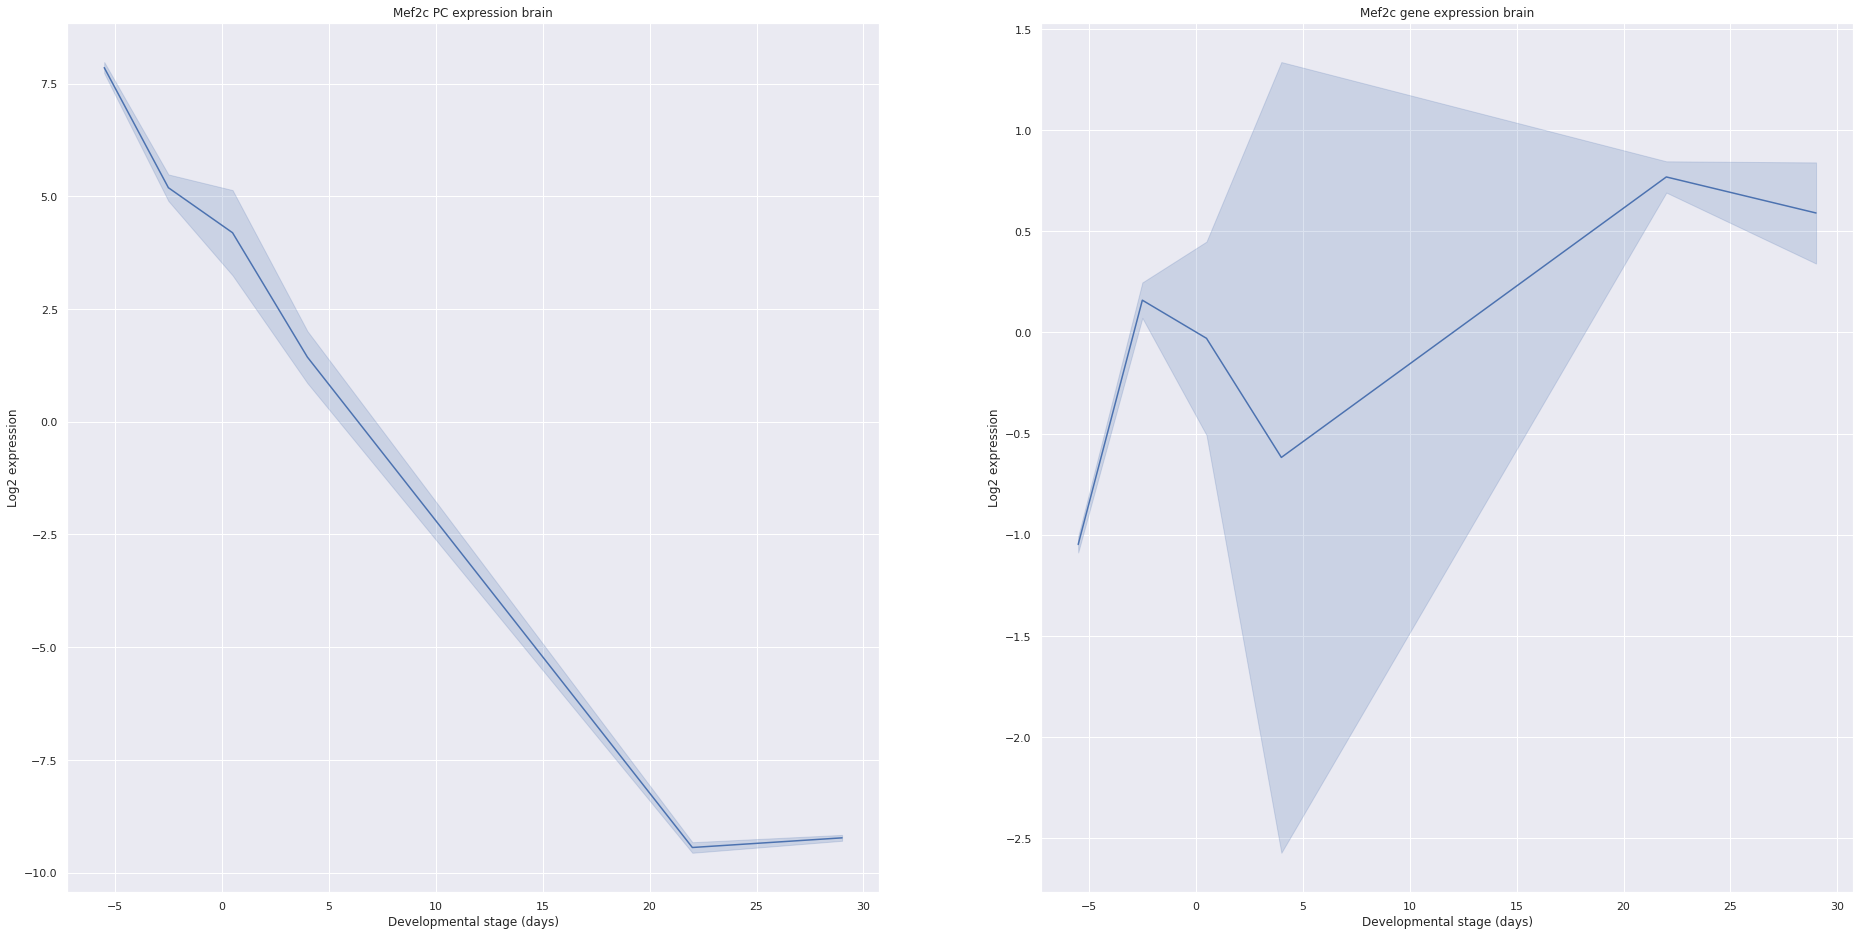 Mef2c PC expression brain
Log2 expression
7.5
5.0
2.5
0.0
−2.5
−5.0
−7.5
−10.0
−5 0 5 10 15 20 25 30
Developmental stage (days)
Mef2c gene expression brain
Log2 expression
1.5
1.0
0.5
0.0
−0.5
−1.0
−1.5
−2.0
−2.5
−5 0 5 10 15 20 25 30
Developmental stage (days)